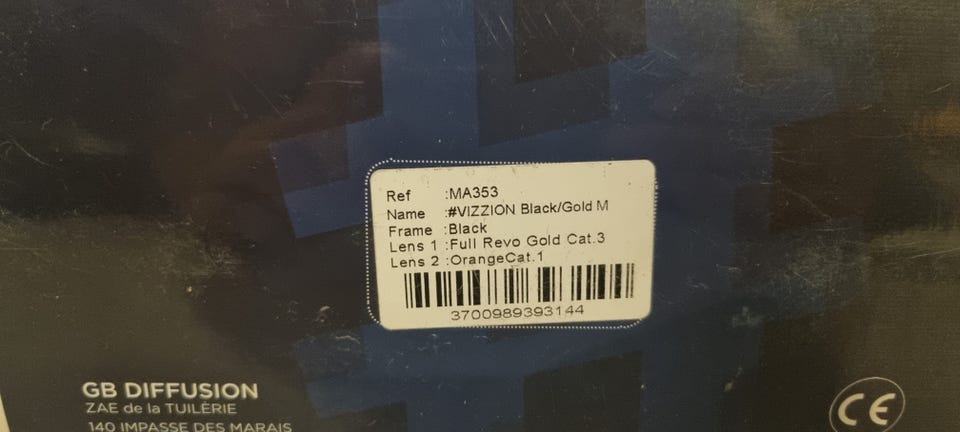 Ref :MA353
Name :#VIZZION Black/Gold M
Frame :Black
Lens 1 :Full Revo Gold Cat.3
Lens 2 :OrangeCat.1
3700989393144
GB DIFFUSION
ZAE de la TUILERIE
140 IMPASSE DES MARAIS
CE